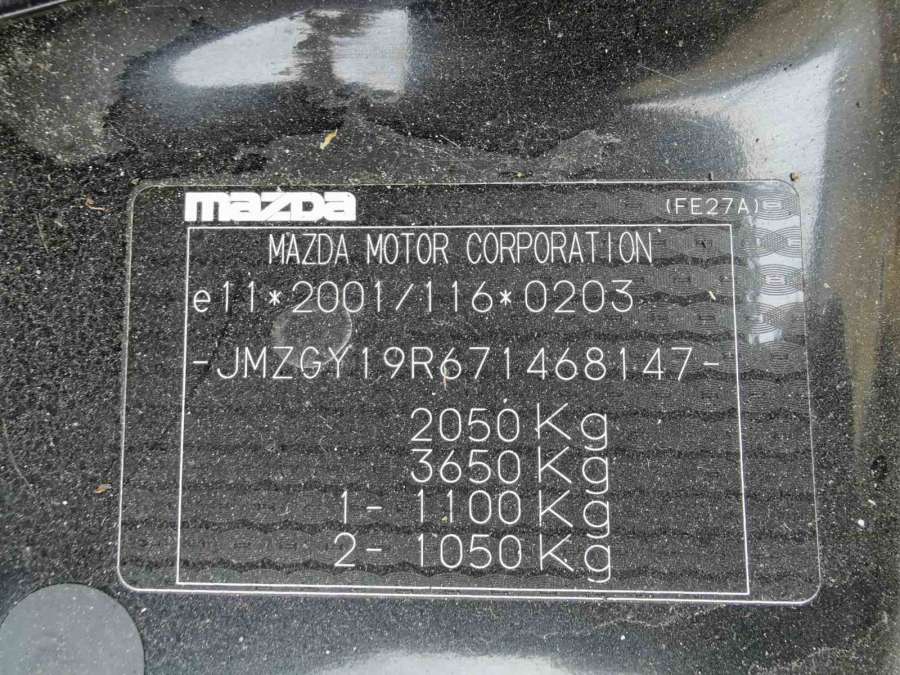 mazda (FE27A)
MAZDA MOTOR CORPORATION
e11*2001/116*0203
-JMZGY19R671468147-
2050 Kg
3650 Kg
1- 1100 Kg
2- 1050 Kg